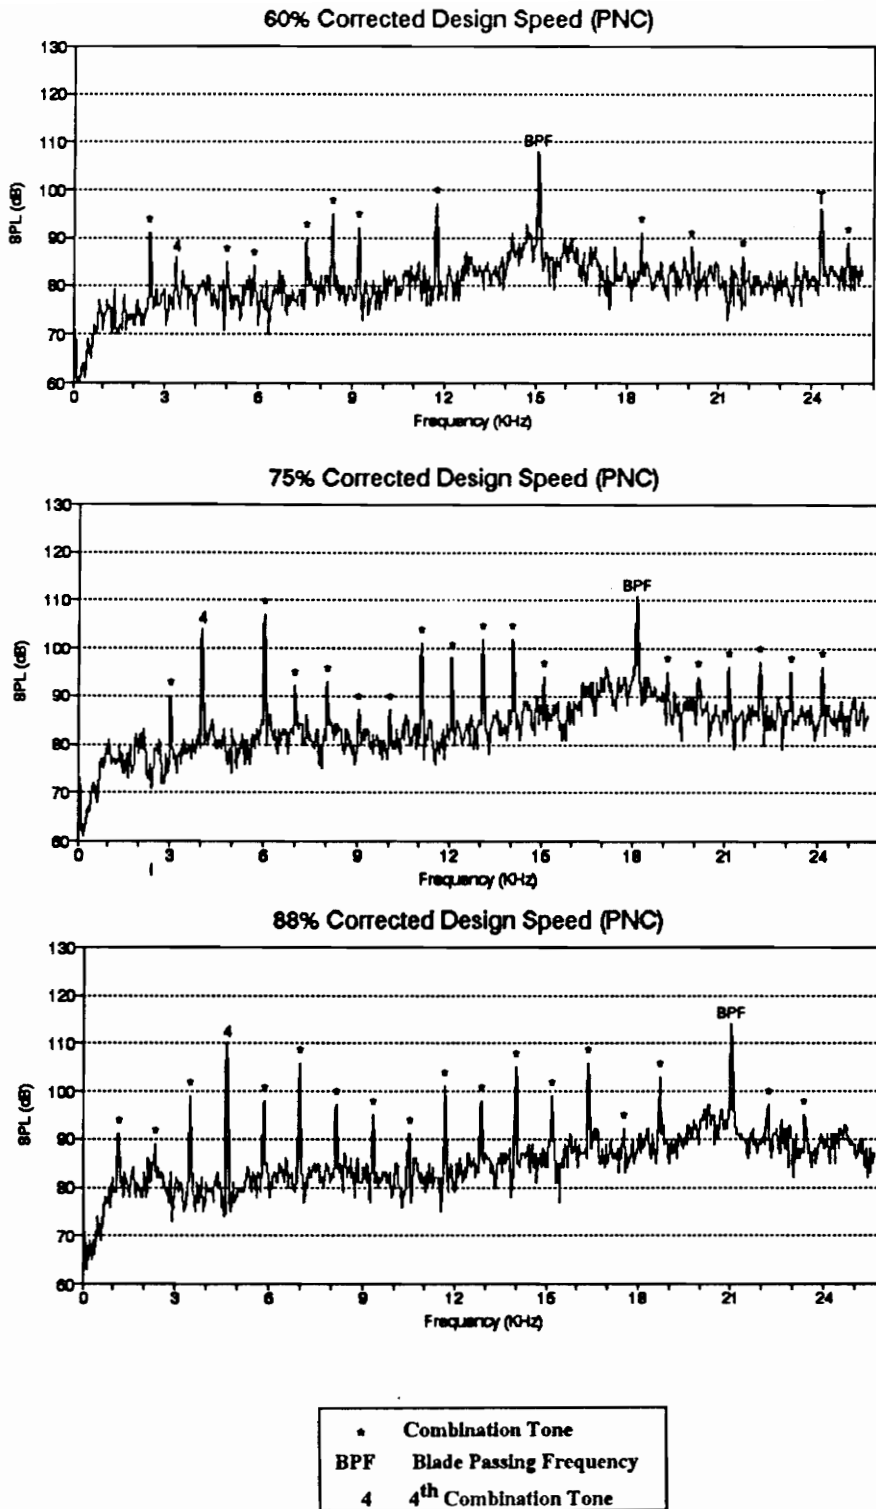 60% Corrected Design Speed (PNC)
130
120
110
100
90
80
70
60
SPL (dB)
BPF
*
*
*
*
*
*
*
*
*
*
*
*
4
T
0 3 6 9 12 15 18 21 24
Frequency (KHz)
75% Corrected Design Speed (PNC)
130
120
110
100
90
80
70
60
SPL (dB)
BPF
4
* * * * * * * * * * * * * * * * * *
0 3 6 9 12 15 18 21 24
Frequency (KHz)
88% Corrected Design Speed (PNC)
130
120
110
100
90
80
70
60
SPL (dB)
4
BPF
* * * * * * * * * * * * * * * * * *
0 3 6 9 12 15 18 21 24
Frequency (KHz)
* Combination Tone
BPF Blade Passing Frequency
4 4th Combination Tone